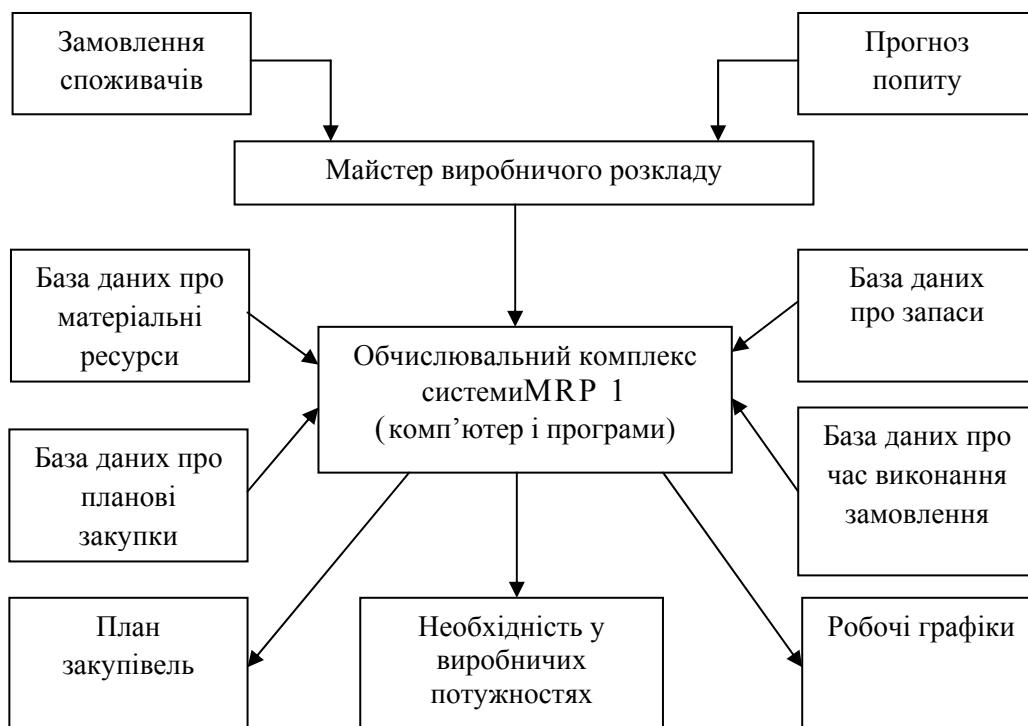 Замовлення
споживачів
Прогноз
попиту
Майстер виробничого розкладу
База даних про
матеріальні
ресурси
База даних
про запаси
Обчислювальний комплекс
системиMRP 1
(комп’ютер і програми)
База даних про
планові
закупки
База даних про
час виконання
замовлення
План
закупівель
Необхідність у
виробничих
потужностях
Робочі графіки